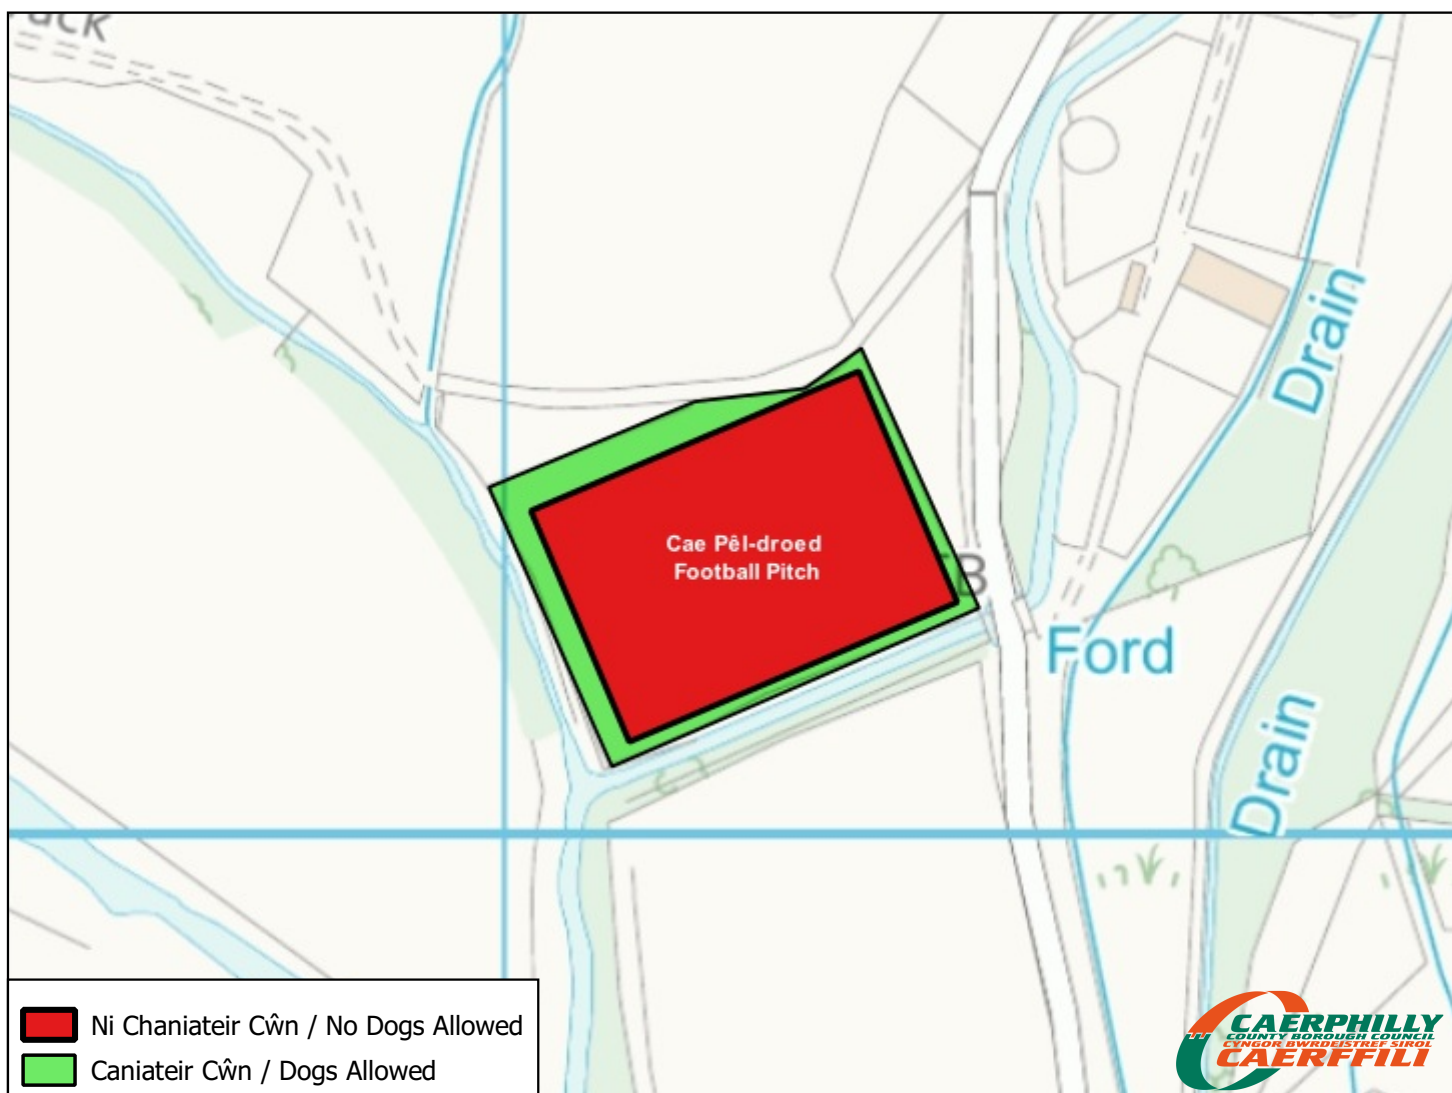 Drain
Cae Pêl-droed
Football Pitch
Ford
Drain
Ni Chaniateir Cŵn / No Dogs Allowed
Caniateir Cŵn / Dogs Allowed
CAERPHILLY
COUNTY BOROUGH COUNCIL
CYNGOR BWRDEISTREF SIROL
CAERFFILI